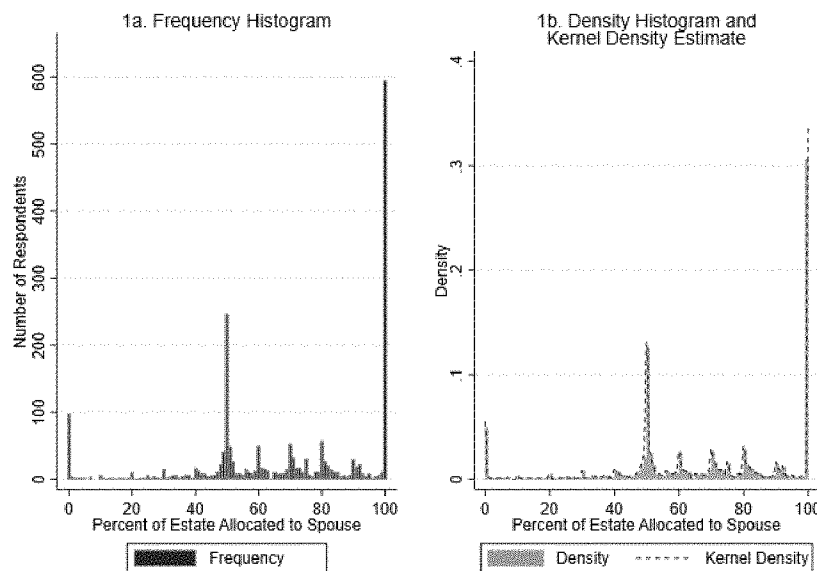 1a. Frequency Histogram
Number of Respondents
600
500
400
300
200
100
0
0 20 40 60 80 100
Percent of Estate Allocated to Spouse
Frequency
1b. Density Histogram and
Kernel Density Estimate
Density
.4
.3
.2
.1
0
0 20 40 60 80 100
Percent of Estate Allocated to Spouse
Density Kernel Density